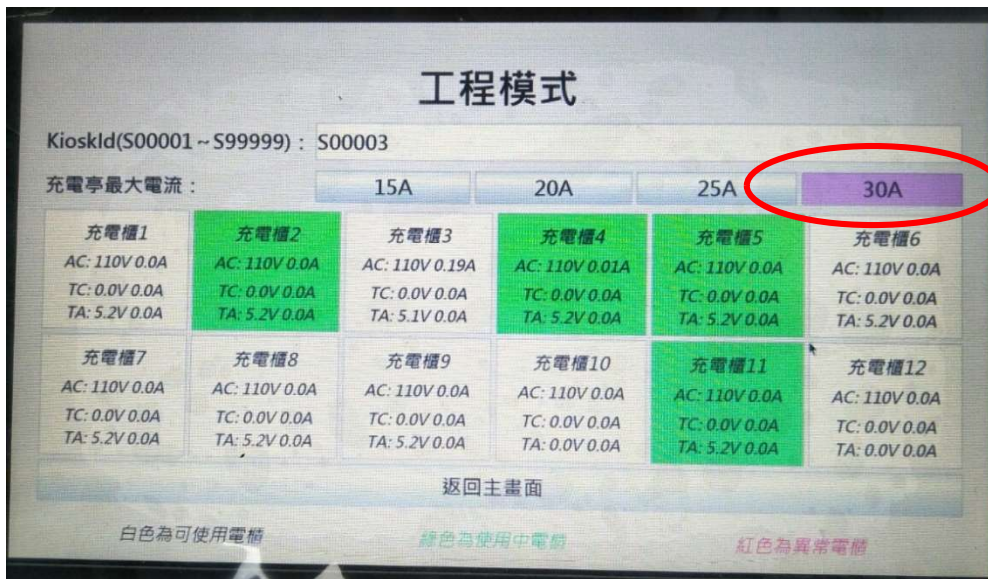 工程模式
KioskId(S00001~S99999)： S00003
充電亭最大電流： 15A 20A 25A 30A
充電櫃1 充電櫃2 充電櫃3 充電櫃4 充電櫃5 充電櫃6
AC: 110V 0.0A AC: 110V 0.0A AC: 110V 0.19A AC: 110V 0.01A AC: 110V 0.0A AC: 110V 0.0A
TC: 0.0V 0.0A TC: 0.0V 0.0A TC: 0.0V 0.0A TC: 0.0V 0.0A TC: 0.0V 0.0A TC: 0.0V 0.0A
TA: 5.2V 0.0A TA: 5.2V 0.0A TA: 5.1V 0.0A TA: 5.2V 0.0A TA: 5.2V 0.0A TA: 5.2V 0.0A
充電櫃7 充電櫃8 充電櫃9 充電櫃10 充電櫃11 充電櫃12
AC: 110V 0.0A AC: 110V 0.0A AC: 110V 0.0A AC: 110V 0.0A AC: 110V 0.0A AC: 110V 0.0A
TC: 0.0V 0.0A TC: 0.0V 0.0A TC: 0.0V 0.0A TC: 0.0V 0.0A TC: 0.0V 0.0A TC: 0.0V 0.0A
TA: 5.2V 0.0A TA: 5.2V 0.0A TA: 5.2V 0.0A TA: 0.0V 0.0A TA: 5.2V 0.0A TA: 0.0V 0.0A
返回主畫面
白色為可使用電櫃 綠色為使用中電櫃 紅色為異常電櫃